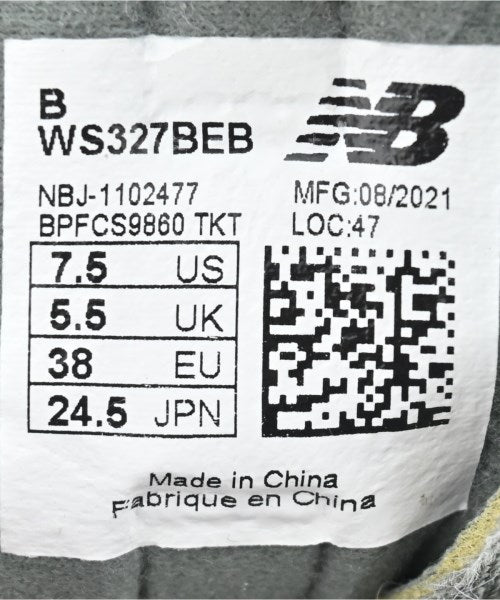 B
WS327BEB
NB
NBJ-1102477
BPFCS9860 TKT
MFG:08/2021
LOC:47
7.5 US
5.5 UK
38 EU
24.5 JPN
Made in China
Fabrique en China